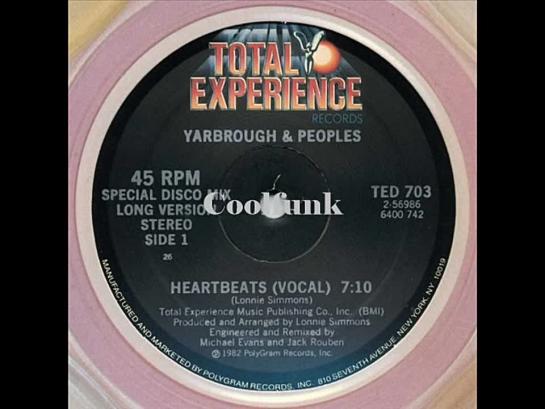 TOTAL
EXPERIENCE
RECORDS
YARBROUGH & PEOPLES
45 RPM
SPECIAL DISCO MIX
LONG VERSION
STEREO
SIDE 1
26
TED 703
2-56986
6400 742
Coolfunk
HEARTBEATS (VOCAL) 7:10
(Lonnie Simmons)
Total Experience Music Publishing Co., Inc. (BMI)
Produced and Arranged by Lonnie Simmons
Engineered and Remixed by
Michael Evans and Jack Rouben
℗ 1982 PolyGram Records, Inc.
MANUFACTURED AND MARKETED BY POLYGRAM RECORDS, INC. 810 SEVENTH AVENUE, NEW YORK, NY 10019